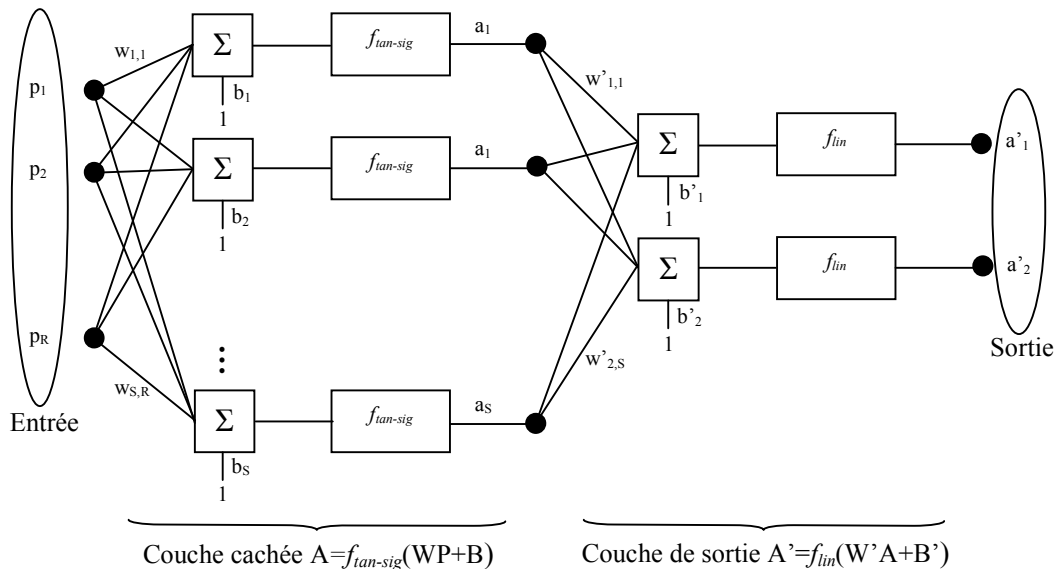 w1,1
Σ
ftan-sig
a1
b1
1
p1
w'1,1
Σ
ftan-sig
a1
b2
1
p2
Σ
flin
a'1
b'1
1
Σ
flin
a'2
b'2
1
pR
wS,R
⋮
w'2,S
Σ
ftan-sig
aS
bS
1
Entrée
Sortie
Couche cachée A=ftan-sig(WP+B)
Couche de sortie A’=flin(W’A+B’)